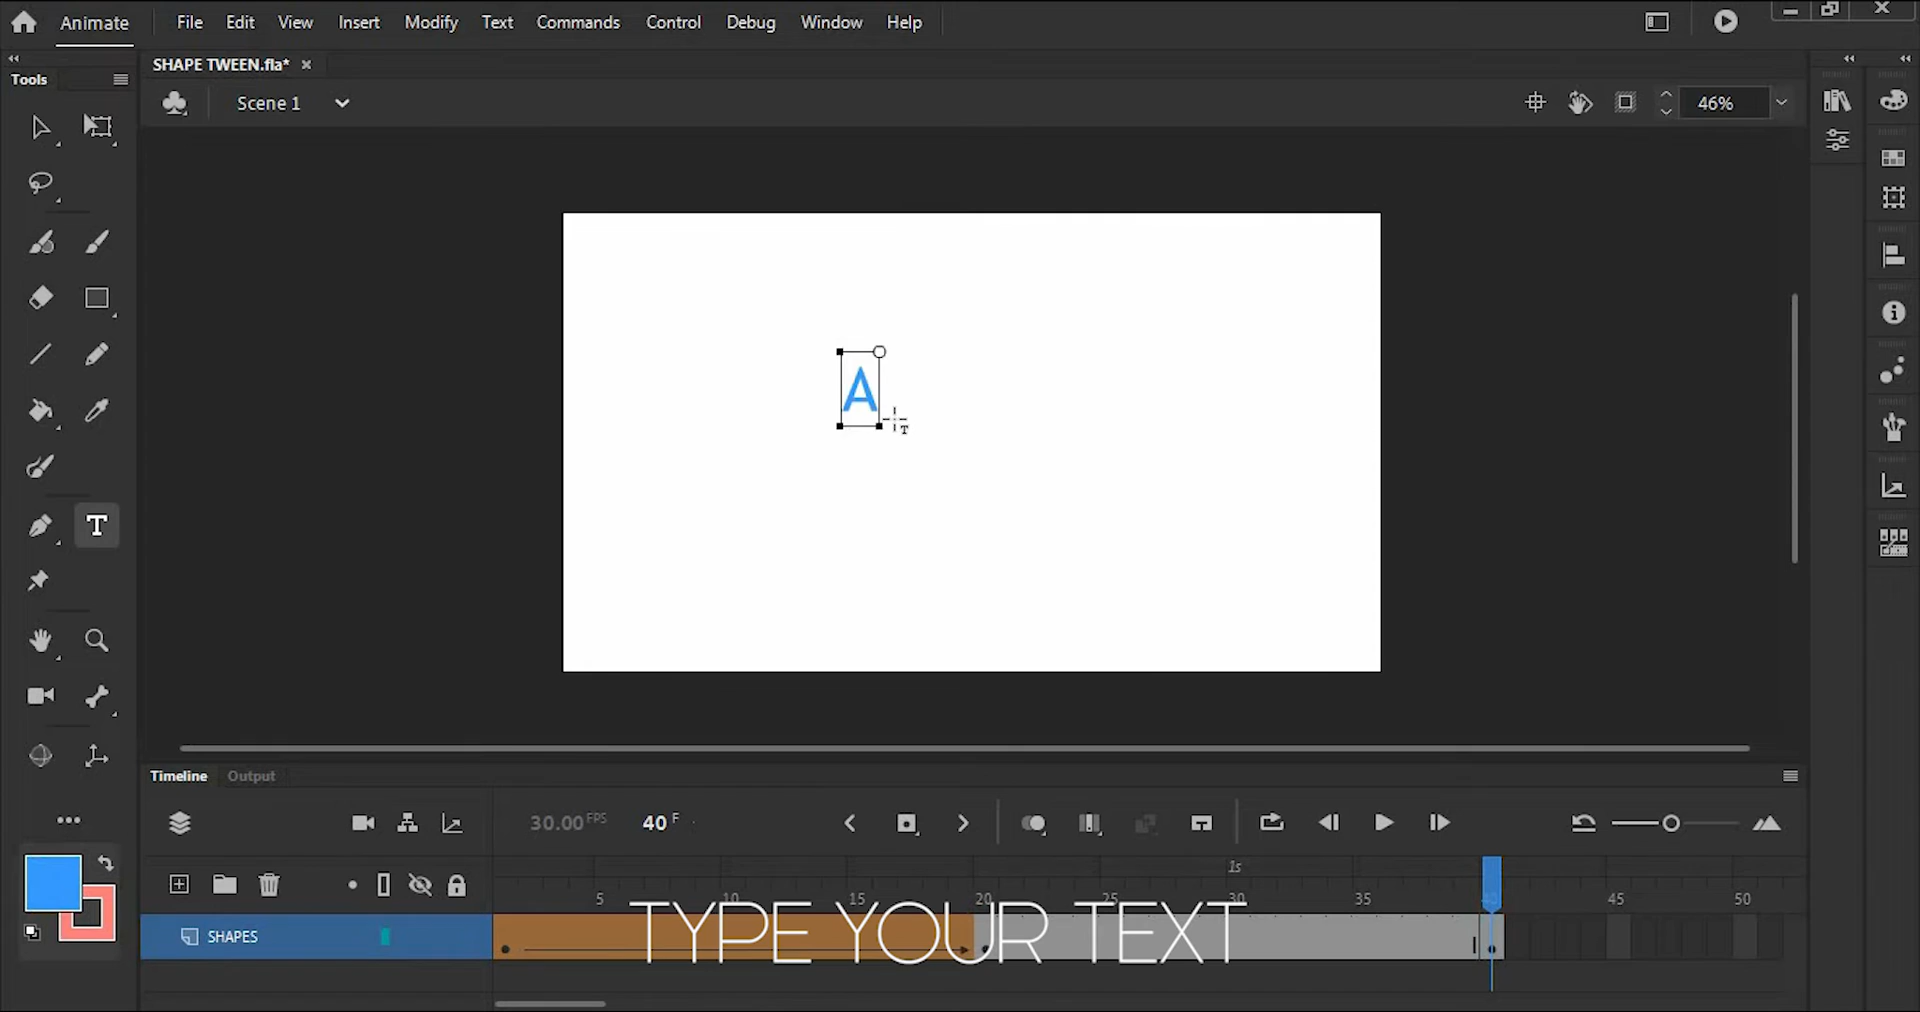 Animate File Edit View Insert Modify Text Commands Control Debug Window Help
SHAPE TWEEN.fla*
Tools
Scene 1
46%
A
T
Timeline Output
30.00 FPS 40 F
1s
5 10 15 20 25 30 35 40 45 50
SHAPES
TYPE YOUR TEXT